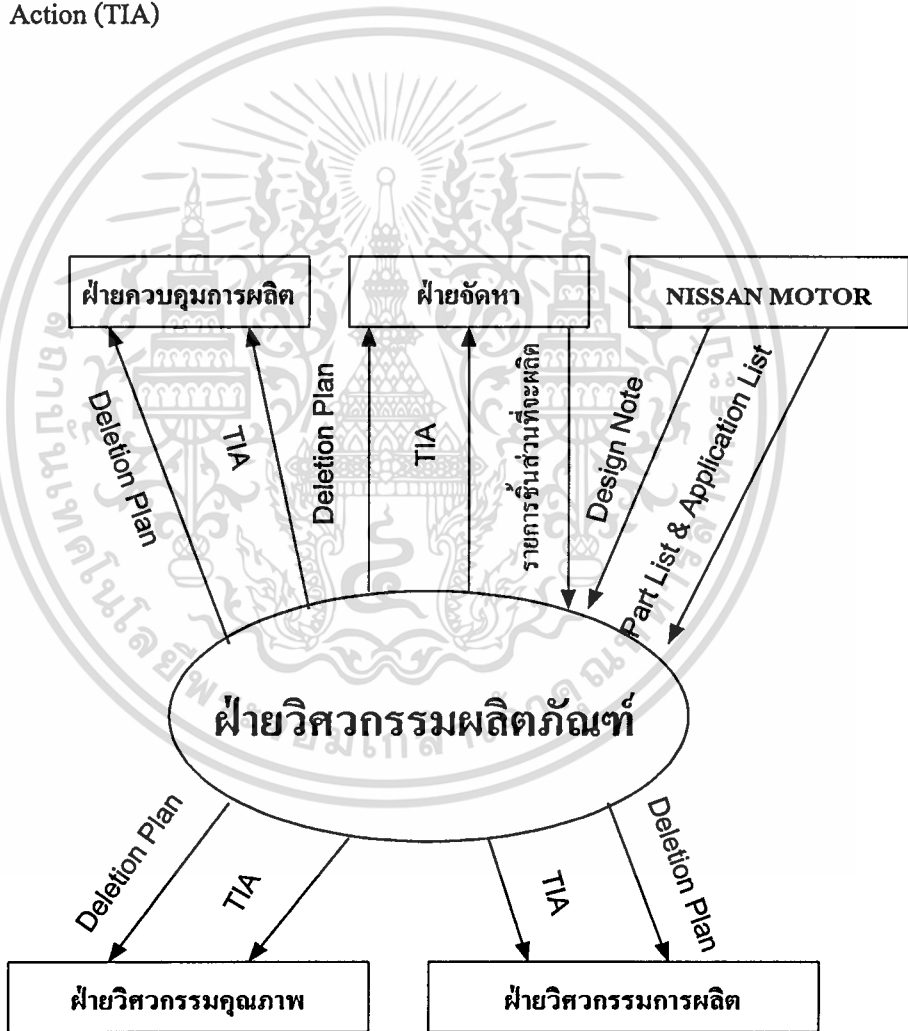 Action (TIA)
ฝ่ายควบคุมการผลิต
ฝ่ายจัดหา
NISSAN MOTOR
Deletion Plan
TIA
Deletion Plan
TIA
รายการชิ้นส่วนที่จะผลิต
Design Note
Part List & Application List
ฝ่ายวิศวกรรมผลิตภัณฑ์
Deletion Plan
TIA
TIA
Deletion Plan
ฝ่ายวิศวกรรมคุณภาพ
ฝ่ายวิศวกรรมการผลิต